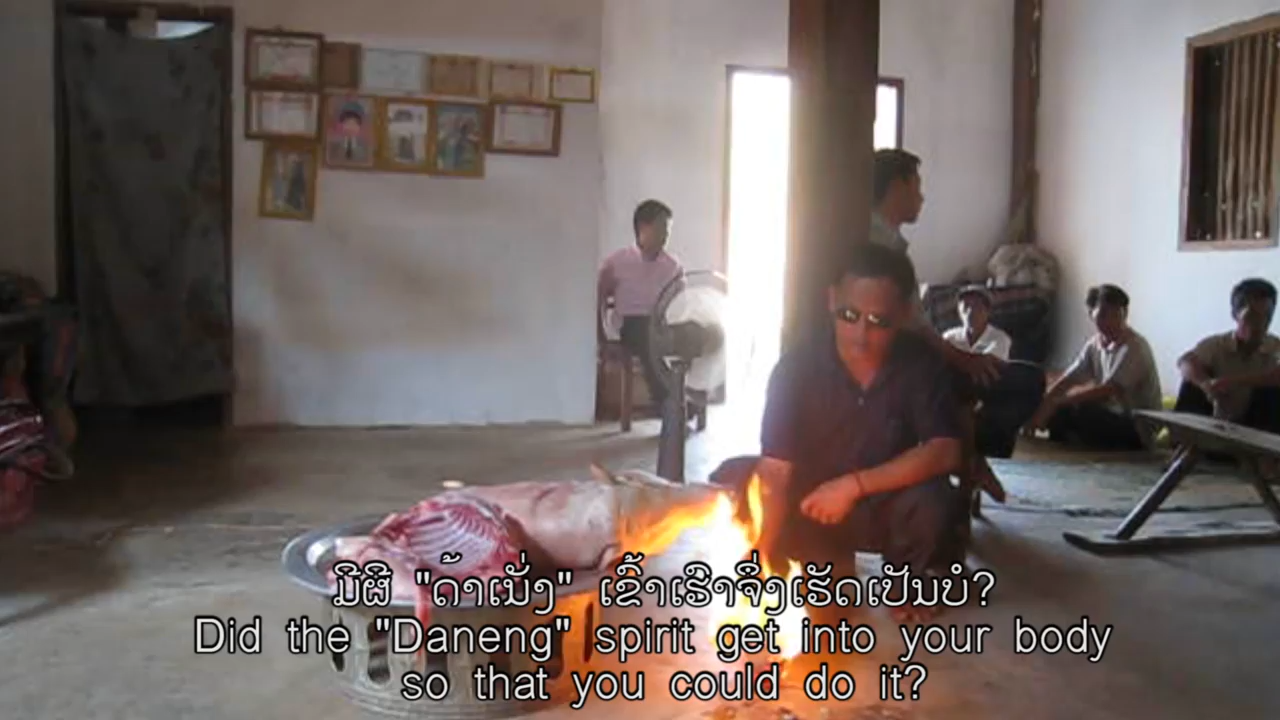 ມີຜີ "ດ້າເນັ່ງ" ເຂົ້າເຮົາຈຶ່ງເຮັດເປັນບໍ?
Did the "Daneng" spirit get into your body
so that you could do it?